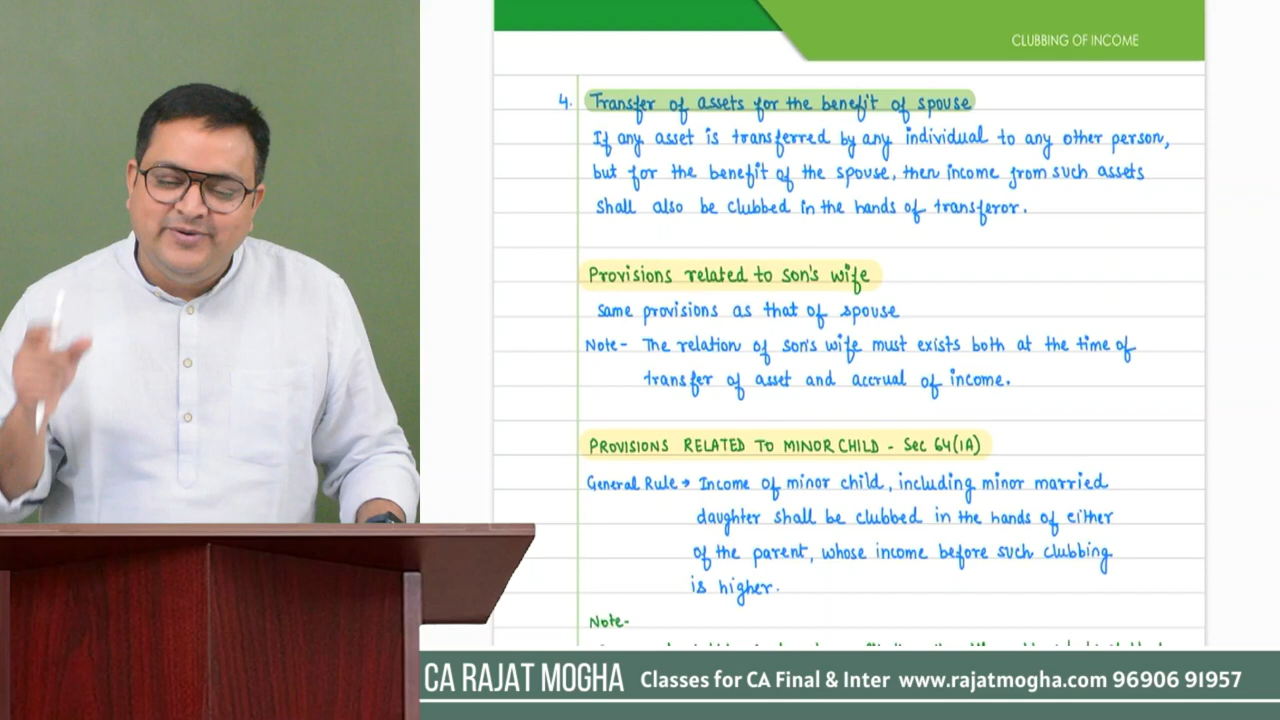 CLUBBING OF INCOME
4. Transfer of assets for the benefit of spouse
If any asset is transferred by any individual to any other person,
but for the benefit of the spouse, then income from such assets
shall also be clubbed in the hands of transferor.
Provisions related to son's wife
same provisions as that of spouse
Note- The relation of son's wife must exists both at the time of
transfer of asset and accrual of income.
PROVISIONS RELATED TO MINOR CHILD - Sec 64(1A)
General Rule → Income of minor child, including minor married
daughter shall be clubbed in the hands of either
of the parent, whose income before such clubbing
is higher.
Note-
CA RAJAT MOGHA Classes for CA Final & Inter www.rajatmogha.com 96906 91957